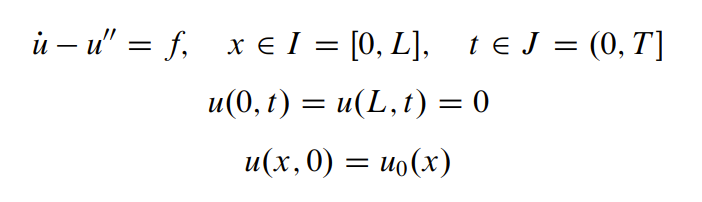 u̇ − u″ = f, x ∈ I = [0, L], t ∈ J = (0, T]
u(0, t) = u(L, t) = 0
u(x, 0) = u₀(x)